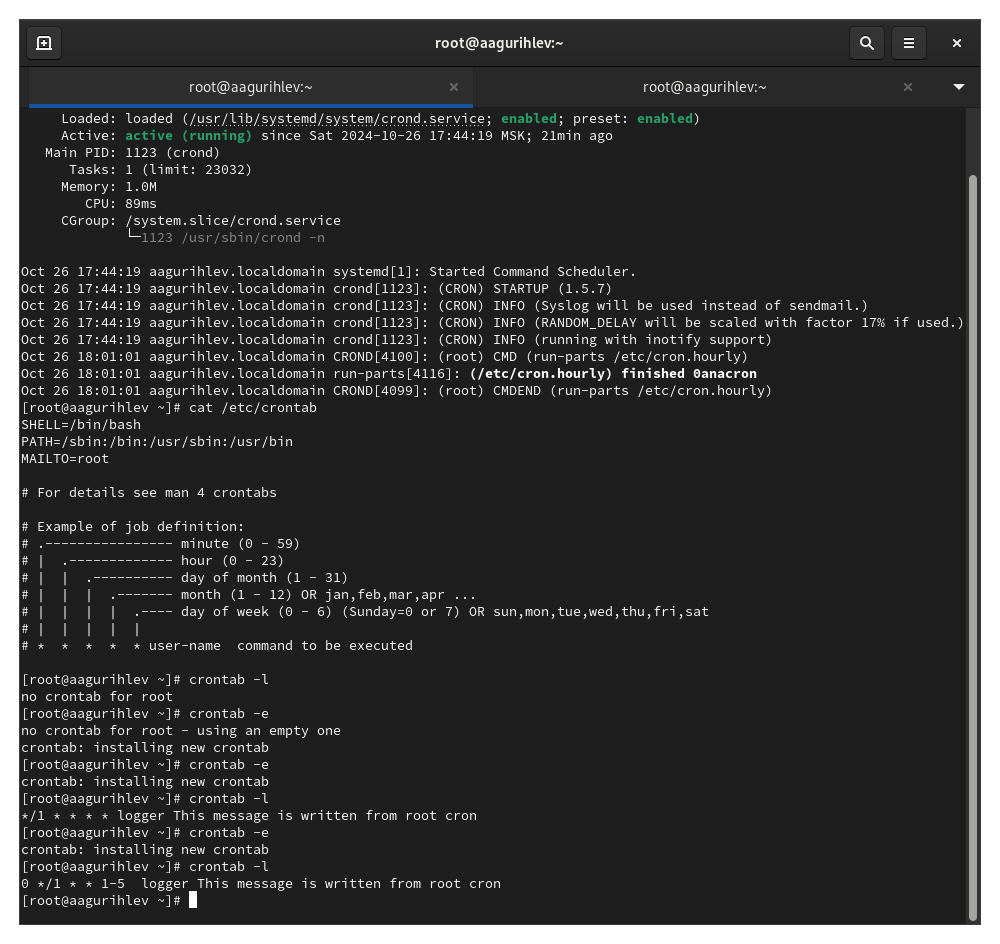 root@aagurihlev:~
root@aagurihlev:~ root@aagurihlev:~
     Loaded: loaded (/usr/lib/systemd/system/crond.service; enabled; preset: enabled)
     Active: active (running) since Sat 2024-10-26 17:44:19 MSK; 21min ago
   Main PID: 1123 (crond)
      Tasks: 1 (limit: 23032)
     Memory: 1.0M
        CPU: 89ms
     CGroup: /system.slice/crond.service
             └─1123 /usr/sbin/crond -n

Oct 26 17:44:19 aagurihlev.localdomain systemd[1]: Started Command Scheduler.
Oct 26 17:44:19 aagurihlev.localdomain crond[1123]: (CRON) STARTUP (1.5.7)
Oct 26 17:44:19 aagurihlev.localdomain crond[1123]: (CRON) INFO (Syslog will be used instead of sendmail.)
Oct 26 17:44:19 aagurihlev.localdomain crond[1123]: (CRON) INFO (RANDOM_DELAY will be scaled with factor 17% if used.)
Oct 26 17:44:19 aagurihlev.localdomain crond[1123]: (CRON) INFO (running with inotify support)
Oct 26 18:01:01 aagurihlev.localdomain CROND[4100]: (root) CMD (run-parts /etc/cron.hourly)
Oct 26 18:01:01 aagurihlev.localdomain run-parts[4116]: (/etc/cron.hourly) finished 0anacron
Oct 26 18:01:01 aagurihlev.localdomain CROND[4099]: (root) CMDEND (run-parts /etc/cron.hourly)
[root@aagurihlev ~]# cat /etc/crontab
SHELL=/bin/bash
PATH=/sbin:/bin:/usr/sbin:/usr/bin
MAILTO=root

# For details see man 4 crontabs

# Example of job definition:
# .---------------- minute (0 - 59)
# |  .------------- hour (0 - 23)
# |  |  .---------- day of month (1 - 31)
# |  |  |  .------- month (1 - 12) OR jan,feb,mar,apr ...
# |  |  |  |  .---- day of week (0 - 6) (Sunday=0 or 7) OR sun,mon,tue,wed,thu,fri,sat
# |  |  |  |  |
# *  *  *  *  * user-name  command to be executed

[root@aagurihlev ~]# crontab -l
no crontab for root
[root@aagurihlev ~]# crontab -e
no crontab for root - using an empty one
crontab: installing new crontab
[root@aagurihlev ~]# crontab -e
crontab: installing new crontab
[root@aagurihlev ~]# crontab -l
*/1 * * * * logger This message is written from root cron
[root@aagurihlev ~]# crontab -e
crontab: installing new crontab
[root@aagurihlev ~]# crontab -l
0 */1 * * 1-5  logger This message is written from root cron
[root@aagurihlev ~]#